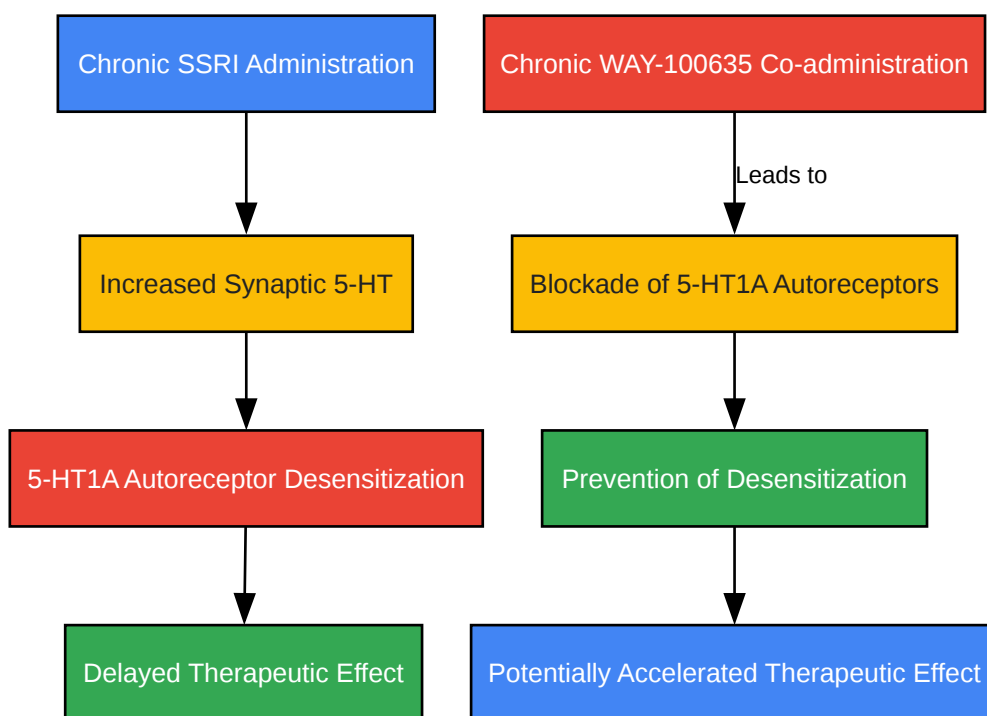 Chronic SSRI Administration
Chronic WAY-100635 Co-administration
Leads to
Increased Synaptic 5-HT
Blockade of 5-HT1A Autoreceptors
5-HT1A Autoreceptor Desensitization
Prevention of Desensitization
Delayed Therapeutic Effect
Potentially Accelerated Therapeutic Effect